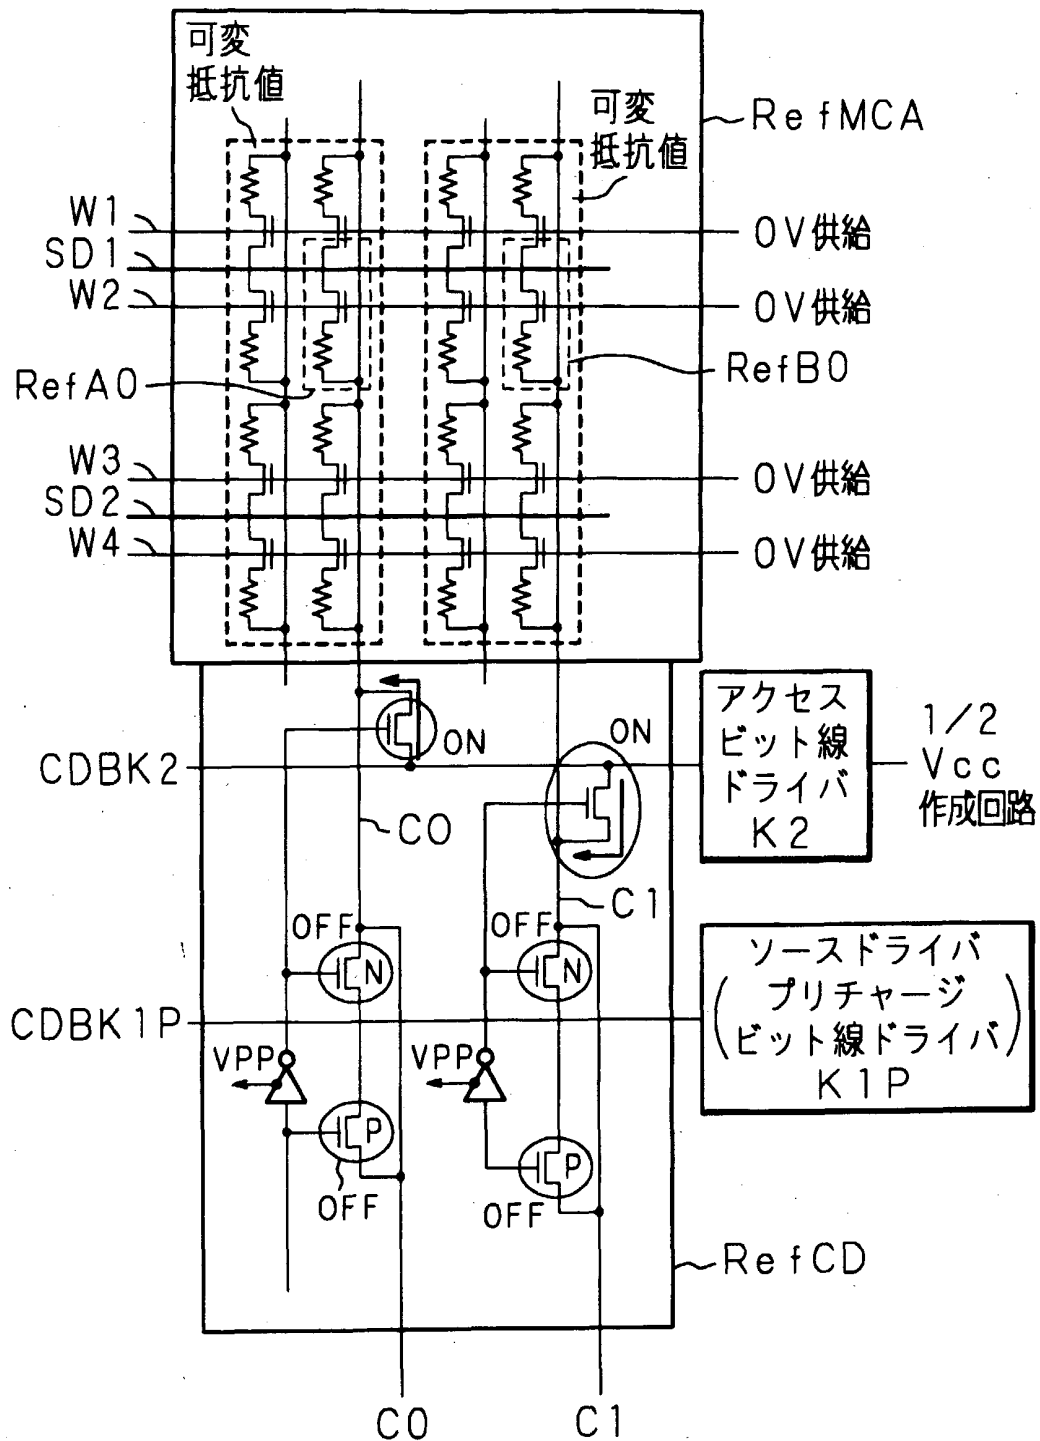 可変
抵抗値
可変
抵抗値
RefMCA
W1
0V供給
SD1
W2
0V供給
RefA0
RefB0
W3
0V供給
SD2
W4
0V供給
ON
ON
CDBK2
アクセス
ビット線
ドライバ
K2
1/2
Vcc
作成回路
C0
C1
OFF
OFF
N
N
CDBK1P
ソースドライバ
(プリチャージ
ビット線ドライバ)
K1P
VPP
VPP
P
P
OFF
OFF
RefCD
C0
C1